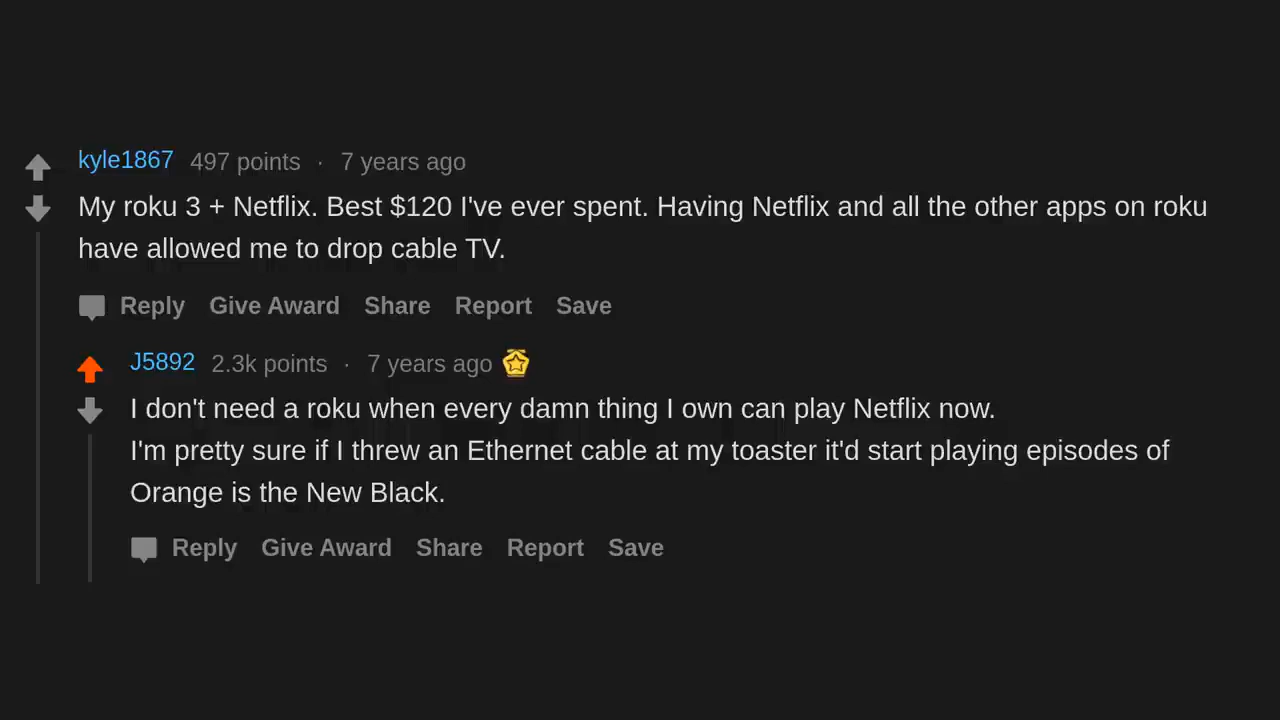 kyle1867 497 points · 7 years ago
My roku 3 + Netflix. Best $120 I've ever spent. Having Netflix and all the other apps on roku
have allowed me to drop cable TV.
Reply Give Award Share Report Save
J5892 2.3k points · 7 years ago
I don't need a roku when every damn thing I own can play Netflix now.
I'm pretty sure if I threw an Ethernet cable at my toaster it'd start playing episodes of
Orange is the New Black.
Reply Give Award Share Report Save